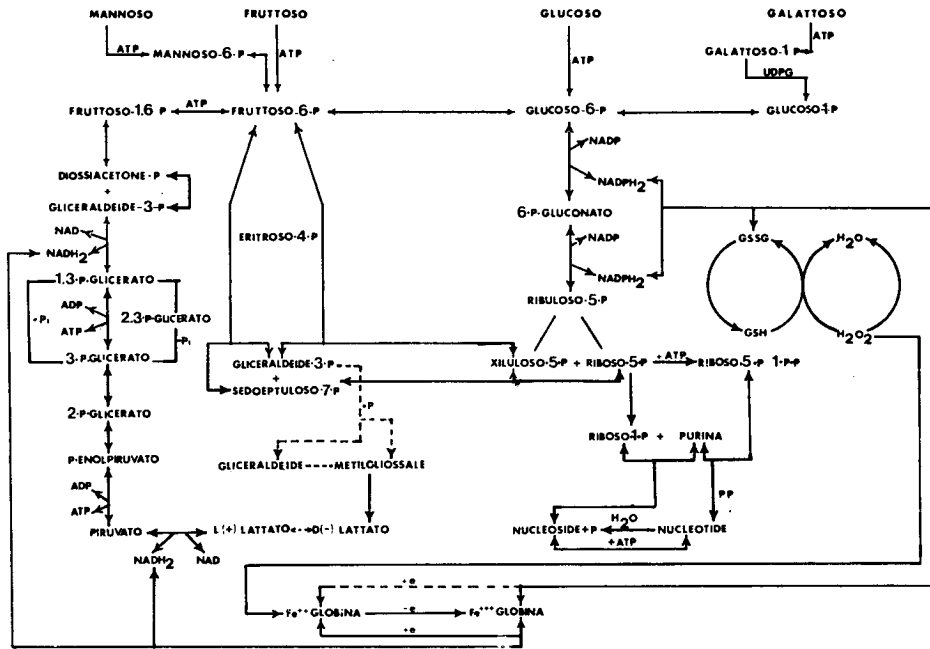 MANNOSO FRUTTOSO GLUCOSO GALATTOSO
ATP MANNOSO-6-P ATP ATP GALATTOSO-1 P ATP
UDPG
FRUTTOSO-1.6 P ATP FRUTTOSO-6-P GLUCOSO-6-P GLUCOSO-1-P
NADP
DIOSSIACETONE-P NADPH2
+
GLICERALDEIDE-3-P 6-P-GLUCONATO
NAD ERITROSO-4-P NADP GSSG H2O
NADH2
NADPH2
1.3-P-GLICERATO RIBULOSO-5-P
ADP
+Pi 2.3-P-GLICERATO
ATP -Pi GSH H2O2
3-P-GLICERATO GLICERALDEIDE-3-P XILULOSO-5-P + RIBOSO-5-P +ATP RIBOSO-5-P 1-P-P
+
SEDOEPTULOSO-7-P
+P
2-P-GLICERATO
RIBOSO-1-P + PURINA
P-ENOLPIRUVATO GLICERALDEIDE METILGLIOSSALE
ADP PP
ATP
PIRUVATO L(+) LATTATO D(-) LATTATO NUCLEOSIDE+P H2O NUCLEOTIDE
+ATP
NADH2 NAD
+e
Fe++ GLOBINA -e Fe+++ GLOBINA
+e